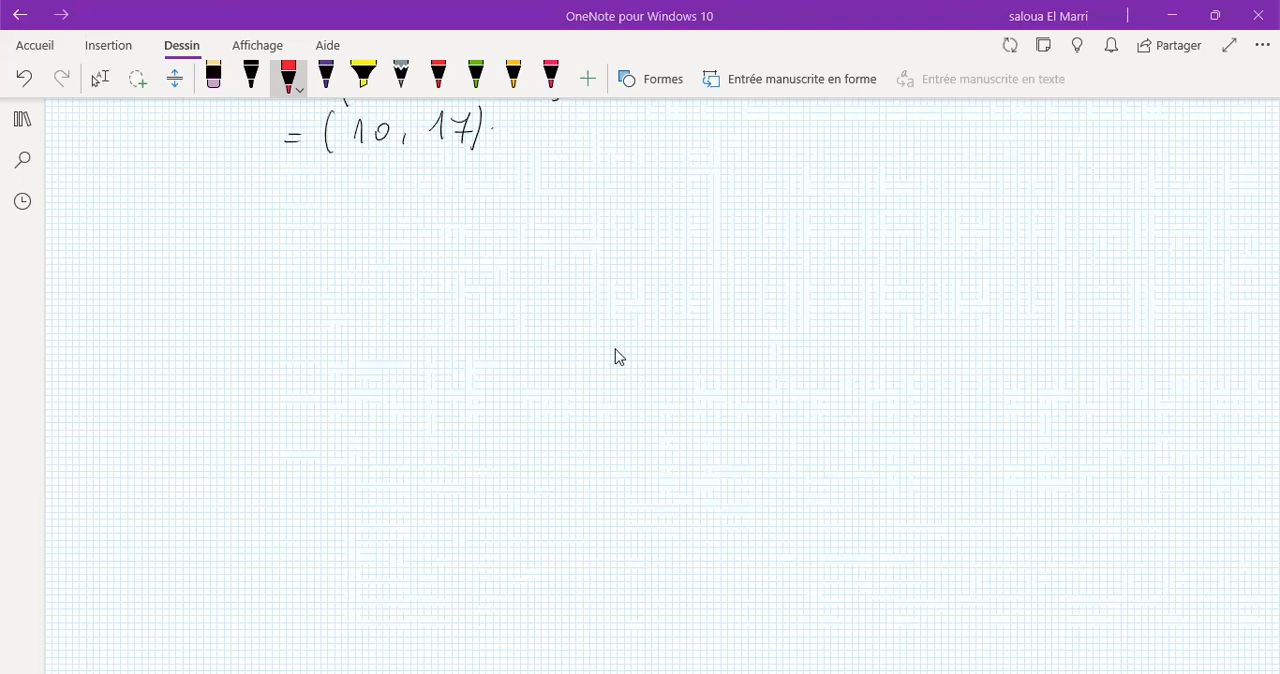 OneNote pour Windows 10
saloua El Marri
Accueil Insertion Dessin Affichage Aide
Partager
Formes Entrée manuscrite en forme Entrée manuscrite en texte
= ( 10, 17).